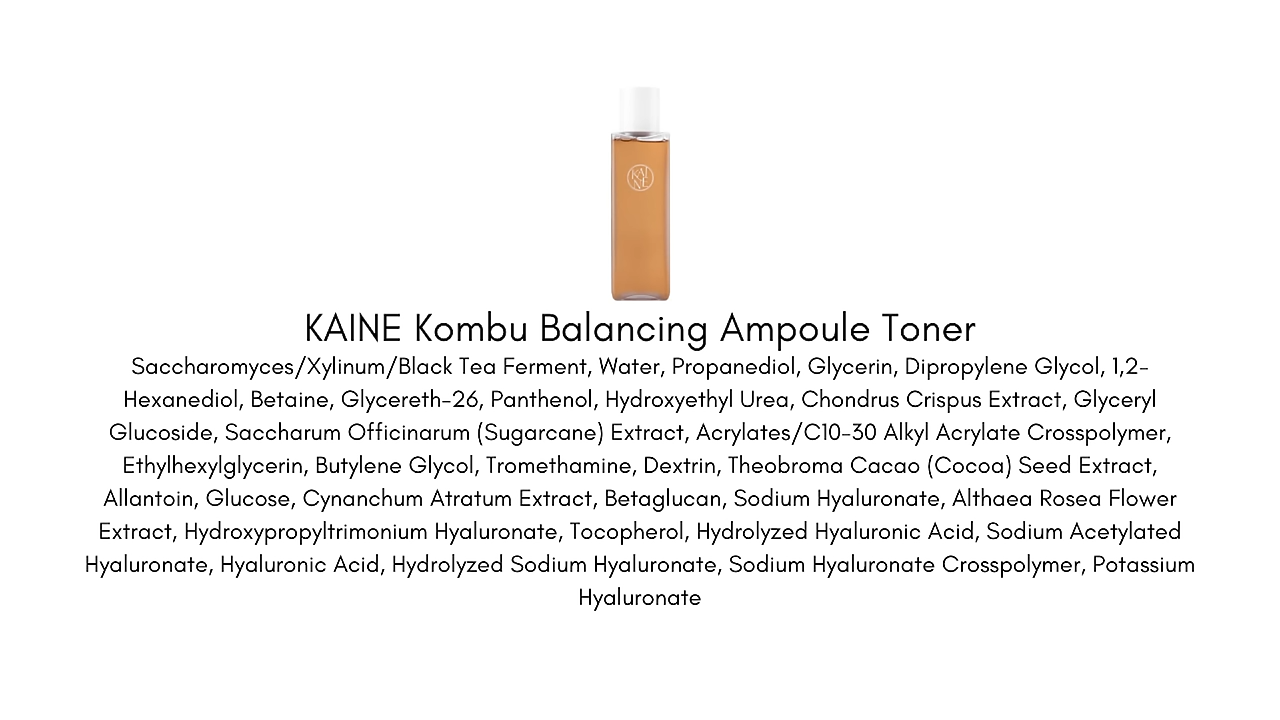 KAI
NE
KAINE Kombu Balancing Ampoule Toner
Saccharomyces/Xylinum/Black Tea Ferment, Water, Propanediol, Glycerin, Dipropylene Glycol, 1,2-
Hexanediol, Betaine, Glycereth-26, Panthenol, Hydroxyethyl Urea, Chondrus Crispus Extract, Glyceryl
Glucoside, Saccharum Officinarum (Sugarcane) Extract, Acrylates/C10-30 Alkyl Acrylate Crosspolymer,
Ethylhexylglycerin, Butylene Glycol, Tromethamine, Dextrin, Theobroma Cacao (Cocoa) Seed Extract,
Allantoin, Glucose, Cynanchum Atratum Extract, Betaglucan, Sodium Hyaluronate, Althaea Rosea Flower
Extract, Hydroxypropyltrimonium Hyaluronate, Tocopherol, Hydrolyzed Hyaluronic Acid, Sodium Acetylated
Hyaluronate, Hyaluronic Acid, Hydrolyzed Sodium Hyaluronate, Sodium Hyaluronate Crosspolymer, Potassium
Hyaluronate